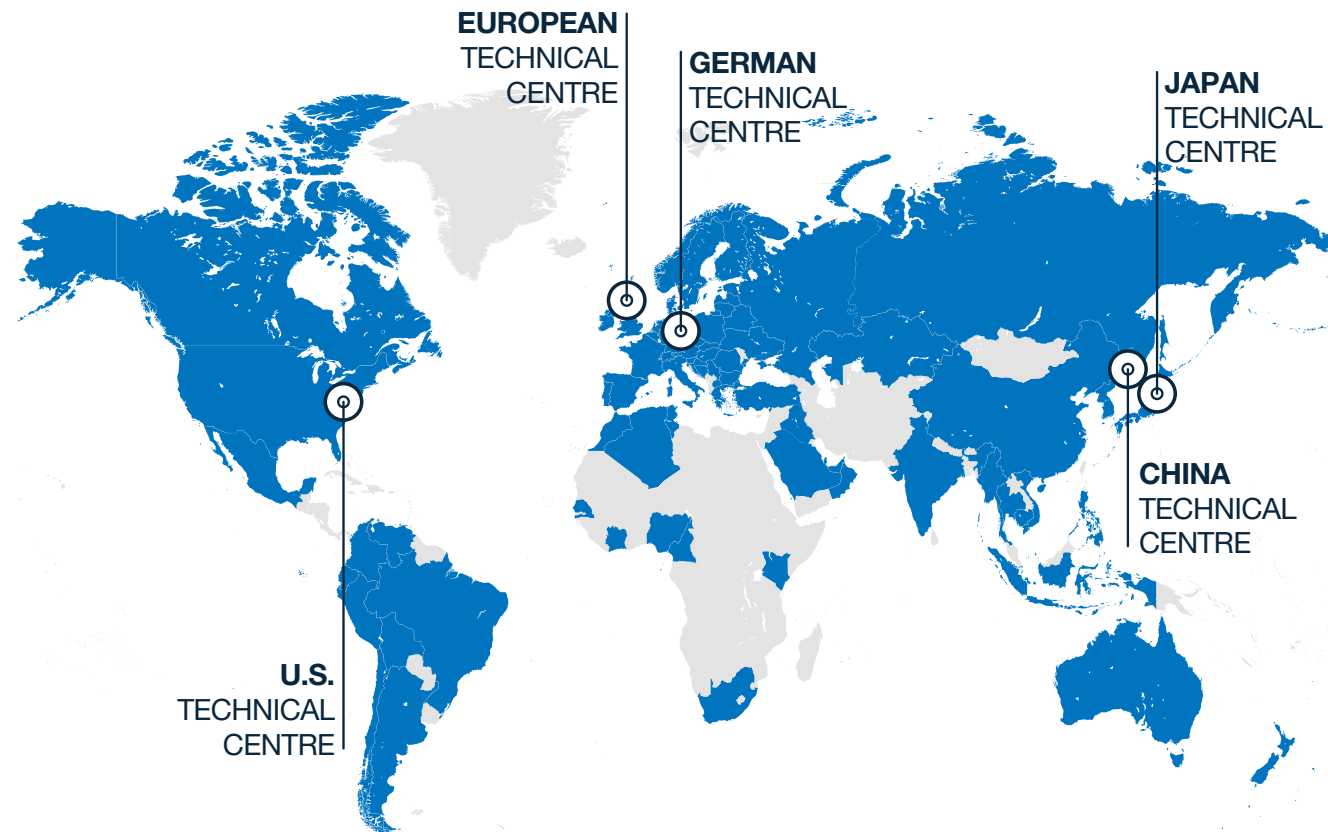 EUROPEAN
TECHNICAL
CENTRE
GERMAN
TECHNICAL
CENTRE
JAPAN
TECHNICAL
CENTRE
CHINA
TECHNICAL
CENTRE
U.S.
TECHNICAL
CENTRE